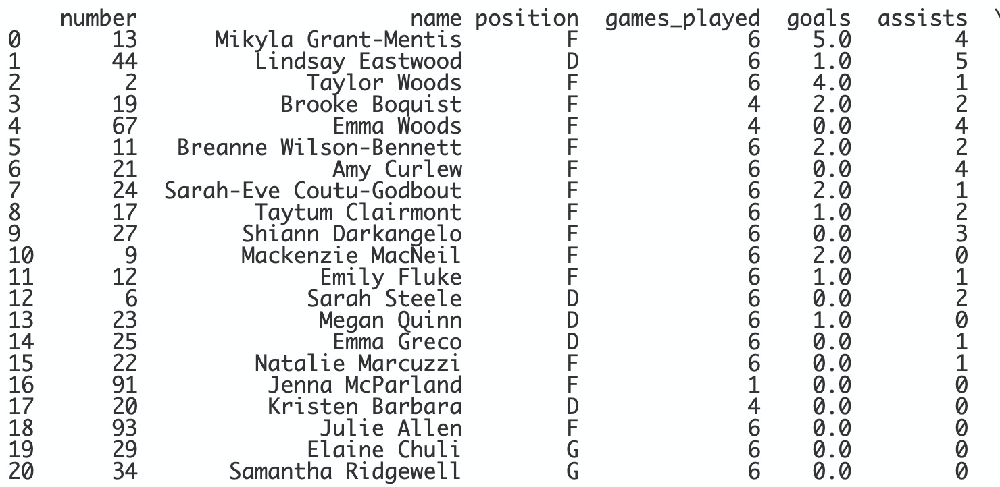 number name position games_played goals assists \
0 13 Mikyla Grant-Mentis F 6 5.0 4
1 44 Lindsay Eastwood D 6 1.0 5
2 2 Taylor Woods F 6 4.0 1
3 19 Brooke Boquist F 4 2.0 2
4 67 Emma Woods F 4 0.0 4
5 11 Breanne Wilson-Bennett F 6 2.0 2
6 21 Amy Curlew F 6 0.0 4
7 24 Sarah-Eve Coutu-Godbout F 6 2.0 1
8 17 Taytum Clairmont F 6 1.0 2
9 27 Shiann Darkangelo F 6 0.0 3
10 9 Mackenzie MacNeil F 6 2.0 0
11 12 Emily Fluke F 6 1.0 1
12 6 Sarah Steele D 6 0.0 2
13 23 Megan Quinn D 6 1.0 0
14 25 Emma Greco D 6 0.0 1
15 22 Natalie Marcuzzi F 6 0.0 1
16 91 Jenna McParland F 1 0.0 0
17 20 Kristen Barbara D 4 0.0 0
18 93 Julie Allen F 6 0.0 0
19 29 Elaine Chuli G 6 0.0 0
20 34 Samantha Ridgewell G 6 0.0 0